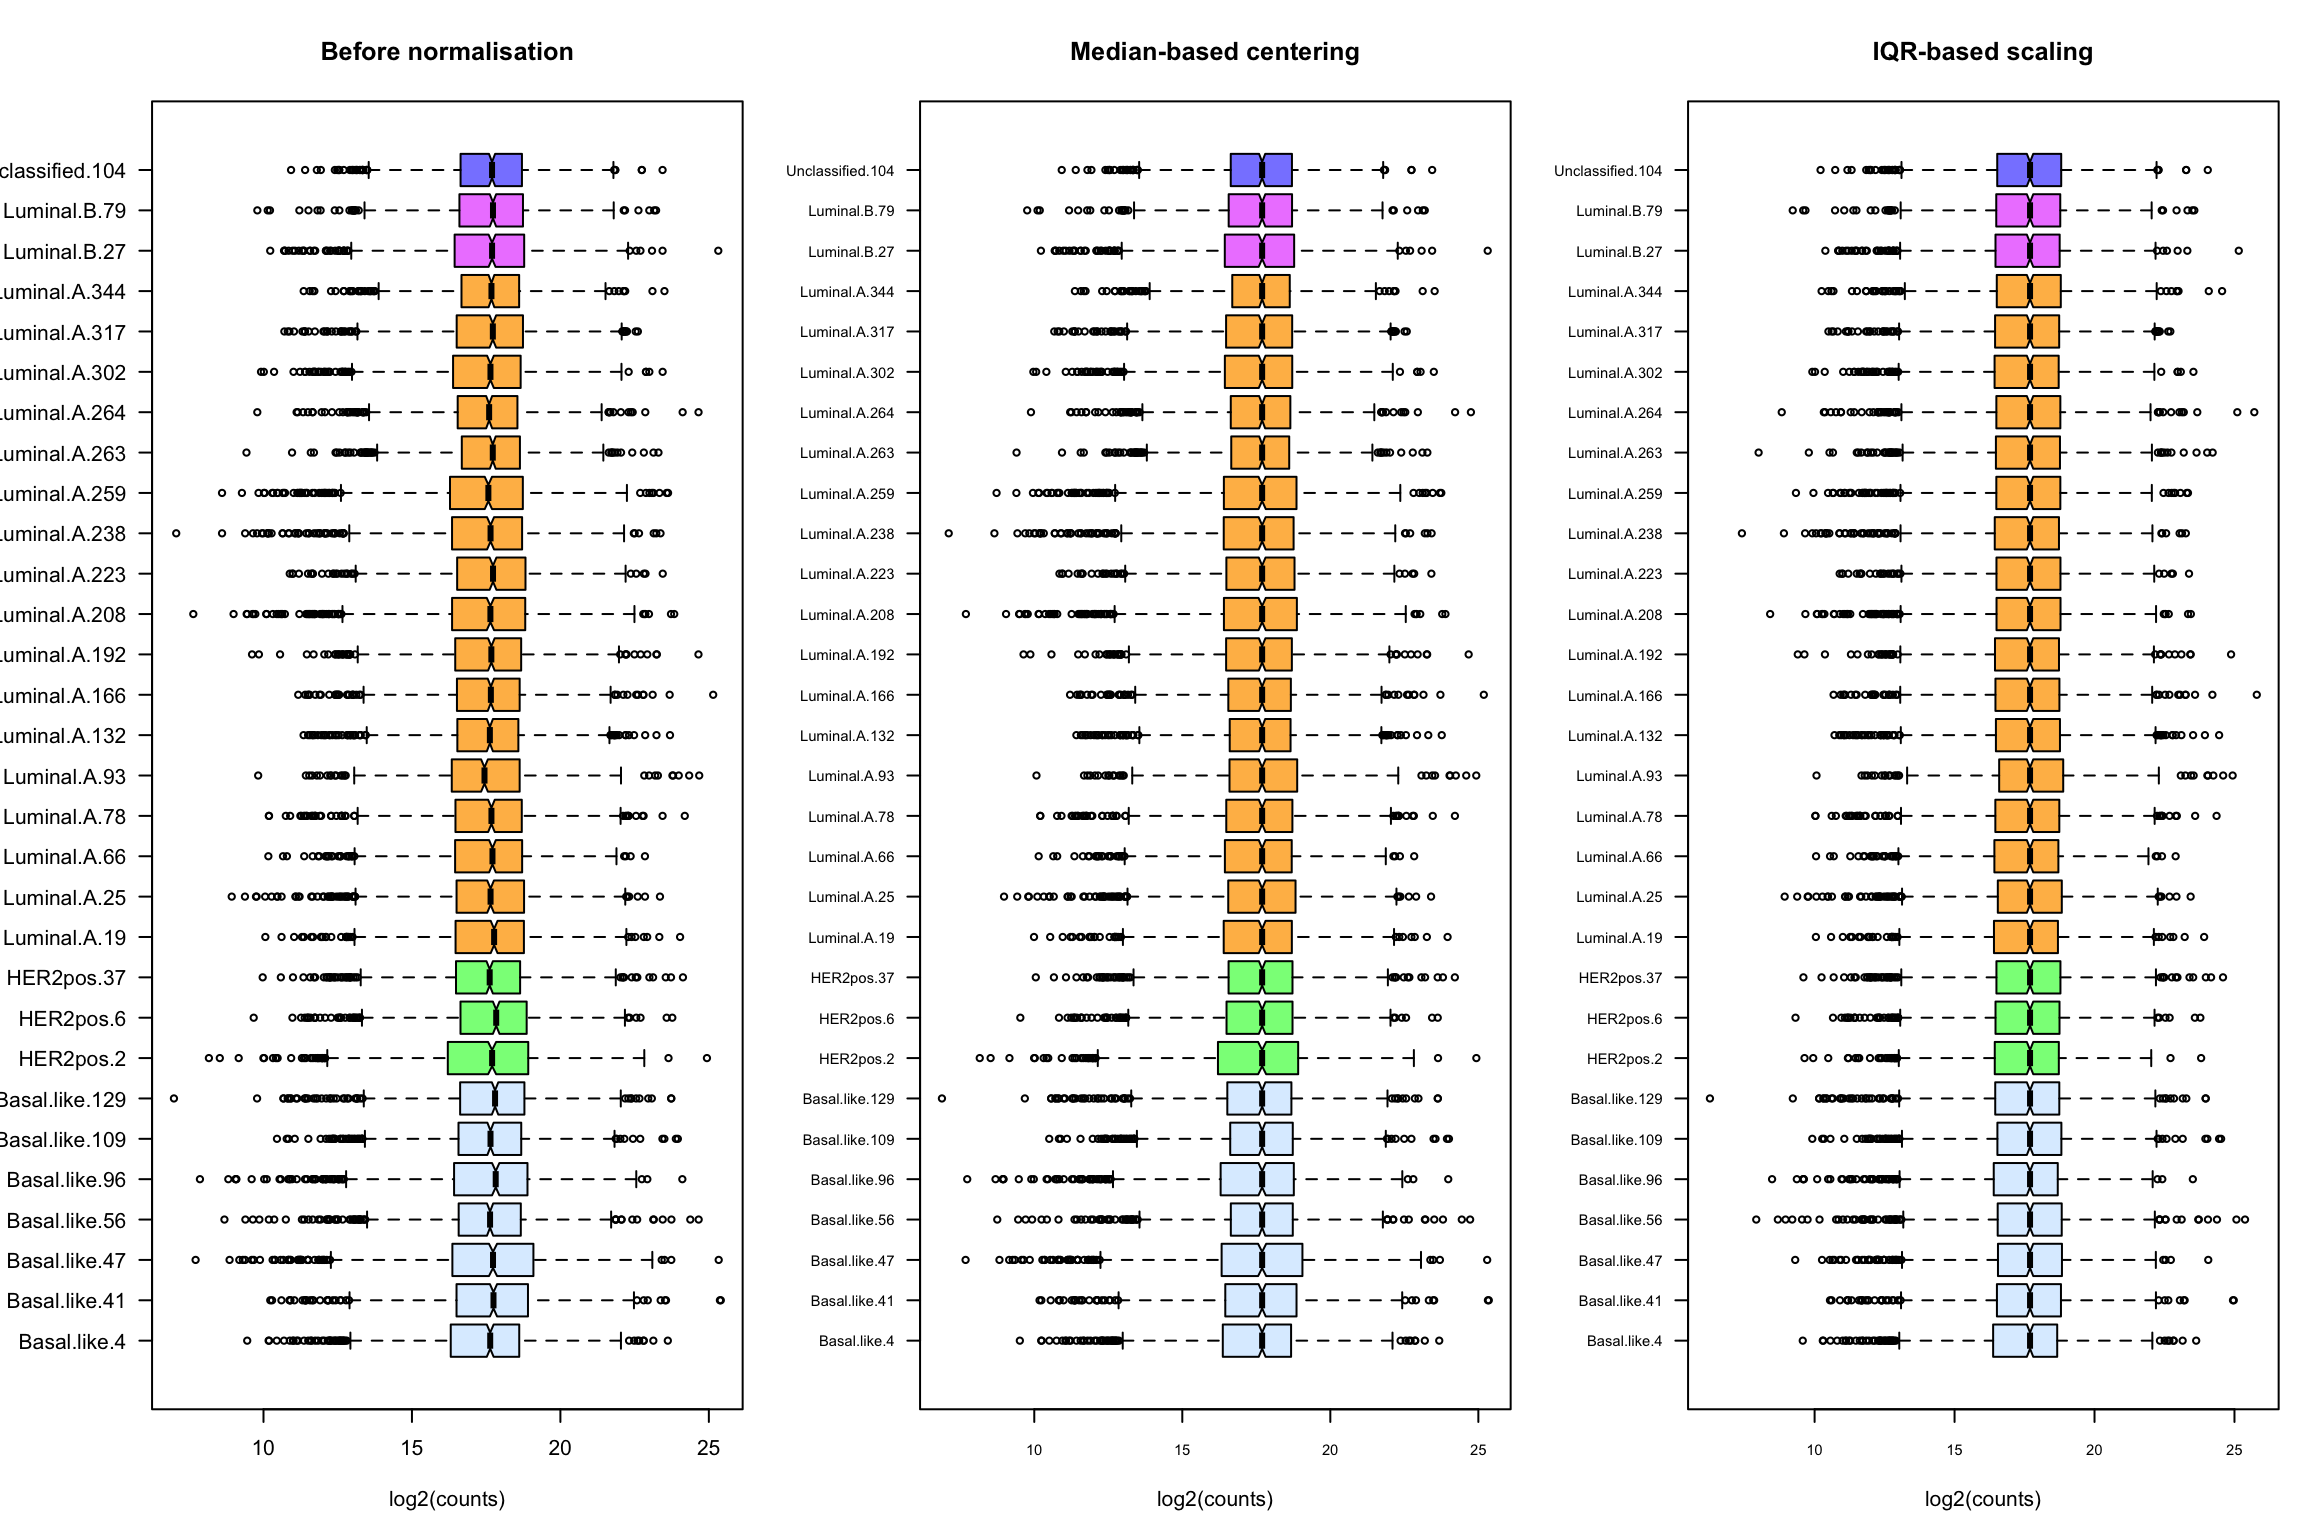 Before normalisation
classified.104
Luminal.B.79
Luminal.B.27
uminal.A.344
uminal.A.317
uminal.A.302
uminal.A.264
uminal.A.263
uminal.A.259
uminal.A.238
uminal.A.223
uminal.A.208
uminal.A.192
uminal.A.166
uminal.A.132
Luminal.A.93
Luminal.A.78
Luminal.A.66
Luminal.A.25
Luminal.A.19
HER2pos.37
HER2pos.6
HER2pos.2
Basal.like.129
Basal.like.109
Basal.like.96
Basal.like.56
Basal.like.47
Basal.like.41
Basal.like.4
10 15 20 25
log2(counts)
Median-based centering
Unclassified.104
Luminal.B.79
Luminal.B.27
Luminal.A.344
Luminal.A.317
Luminal.A.302
Luminal.A.264
Luminal.A.263
Luminal.A.259
Luminal.A.238
Luminal.A.223
Luminal.A.208
Luminal.A.192
Luminal.A.166
Luminal.A.132
Luminal.A.93
Luminal.A.78
Luminal.A.66
Luminal.A.25
Luminal.A.19
HER2pos.37
HER2pos.6
HER2pos.2
Basal.like.129
Basal.like.109
Basal.like.96
Basal.like.56
Basal.like.47
Basal.like.41
Basal.like.4
10 15 20 25
log2(counts)
IQR-based scaling
Unclassified.104
Luminal.B.79
Luminal.B.27
Luminal.A.344
Luminal.A.317
Luminal.A.302
Luminal.A.264
Luminal.A.263
Luminal.A.259
Luminal.A.238
Luminal.A.223
Luminal.A.208
Luminal.A.192
Luminal.A.166
Luminal.A.132
Luminal.A.93
Luminal.A.78
Luminal.A.66
Luminal.A.25
Luminal.A.19
HER2pos.37
HER2pos.6
HER2pos.2
Basal.like.129
Basal.like.109
Basal.like.96
Basal.like.56
Basal.like.47
Basal.like.41
Basal.like.4
10 15 20 25
log2(counts)